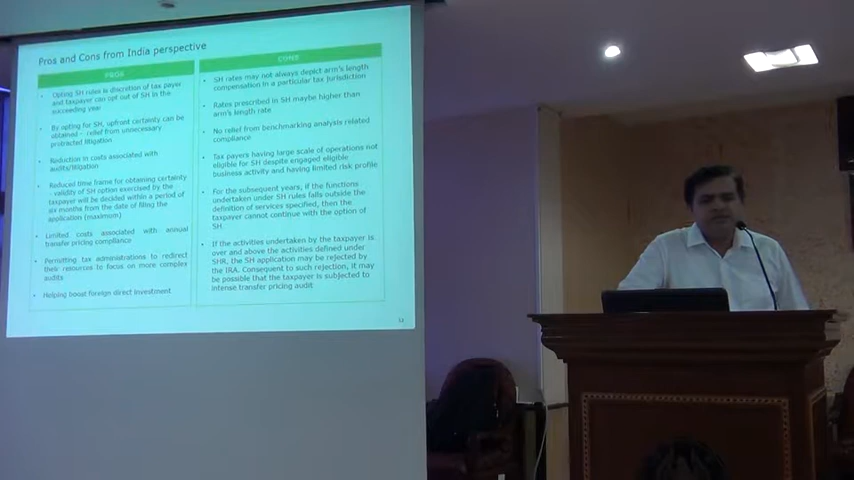 Pros and Cons from India perspective
PROS
• Opting SH rules is discretion of tax payer
and taxpayer can opt out of SH in the
succeeding year
• By opting for SH, upfront certainty can be
obtained – relief from unnecessary
protracted litigation
• Reduction in costs associated with
audits/litigation
• Reduced time frame for obtaining certainty
- validity of SH option exercised by the
taxpayer will be decided within a period of
six months from the date of filing the
application (maximum)
• Limited costs associated with annual
transfer pricing compliance
• Permitting tax administrations to redirect
their resources to focus on more complex
audits
• Helping boost foreign direct investment
CONS
• SH rates may not always depict arm's length
compensation in a particular tax jurisdiction
• Rates prescribed in SH maybe higher than
arm's length rate
• No relief from benchmarking analysis related
compliance
• Tax payers having large scale of operations not
eligible for SH despite engaged eligible
business activity and having limited risk profile
• For the subsequent years, if the functions
undertaken under SH rules falls outside the
definition of services specified, then the
taxpayer cannot continue with the option of
SH
• If the activities undertaken by the taxpayer is
over and above the activities defined under
SHR, the SH application may be rejected by
the IRA. Consequent to such rejection, it may
be possible that the taxpayer is subjected to
intense transfer pricing audit